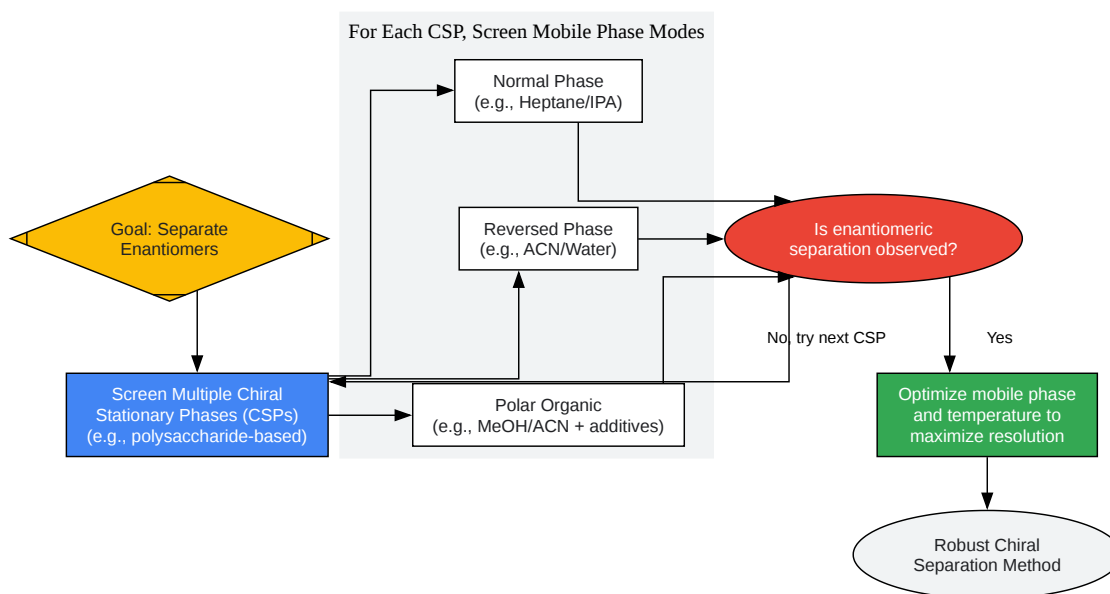 For Each CSP, Screen Mobile Phase Modes
Normal Phase
(e.g., Heptane/IPA)
Goal: Separate
Enantiomers
Reversed Phase
(e.g., ACN/Water)
Is enantiomeric
separation observed?
No, try next CSP
Yes
Screen Multiple Chiral
Stationary Phases (CSPs)
(e.g., polysaccharide-based)
Polar Organic
(e.g., MeOH/ACN + additives)
Optimize mobile phase
and temperature to
maximize resolution
Robust Chiral
Separation Method